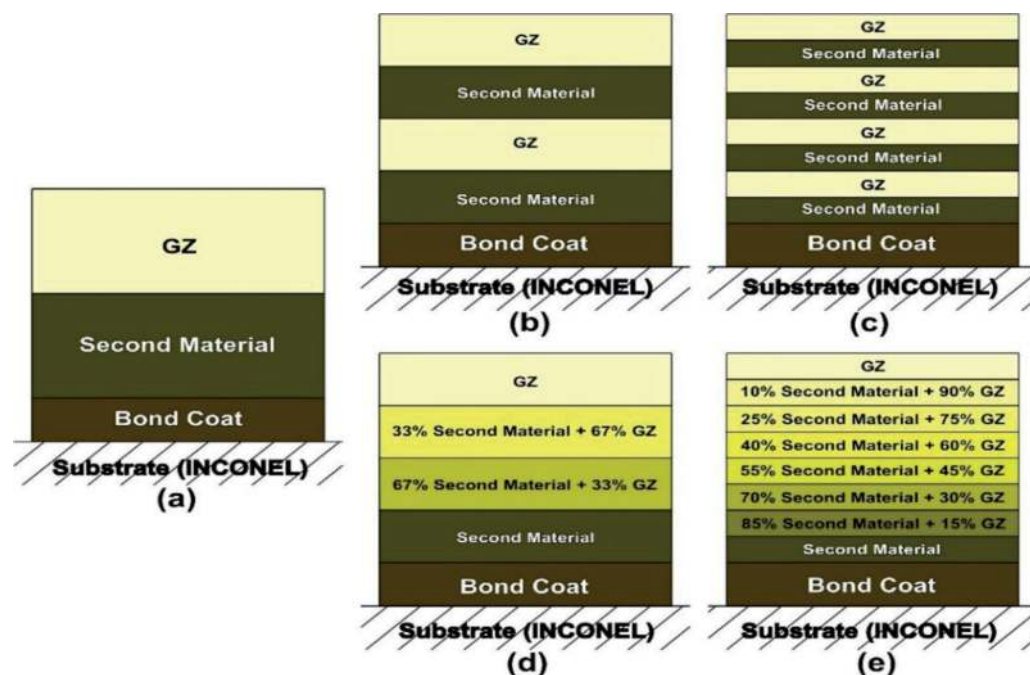 GZ
Second Material
Bond Coat
Substrate (INCONEL)
(a)
GZ
Second Material
GZ
Second Material
Bond Coat
Substrate (INCONEL)
(b)
GZ
Second Material
GZ
Second Material
GZ
Second Material
GZ
Second Material
Bond Coat
Substrate (INCONEL)
(c)
GZ
33% Second Material + 67% GZ
67% Second Material + 33% GZ
Second Material
Bond Coat
Substrate (INCONEL)
(d)
GZ
10% Second Material + 90% GZ
25% Second Material + 75% GZ
40% Second Material + 60% GZ
55% Second Material + 45% GZ
70% Second Material + 30% GZ
85% Second Material + 15% GZ
Second Material
Bond Coat
Substrate (INCONEL)
(e)